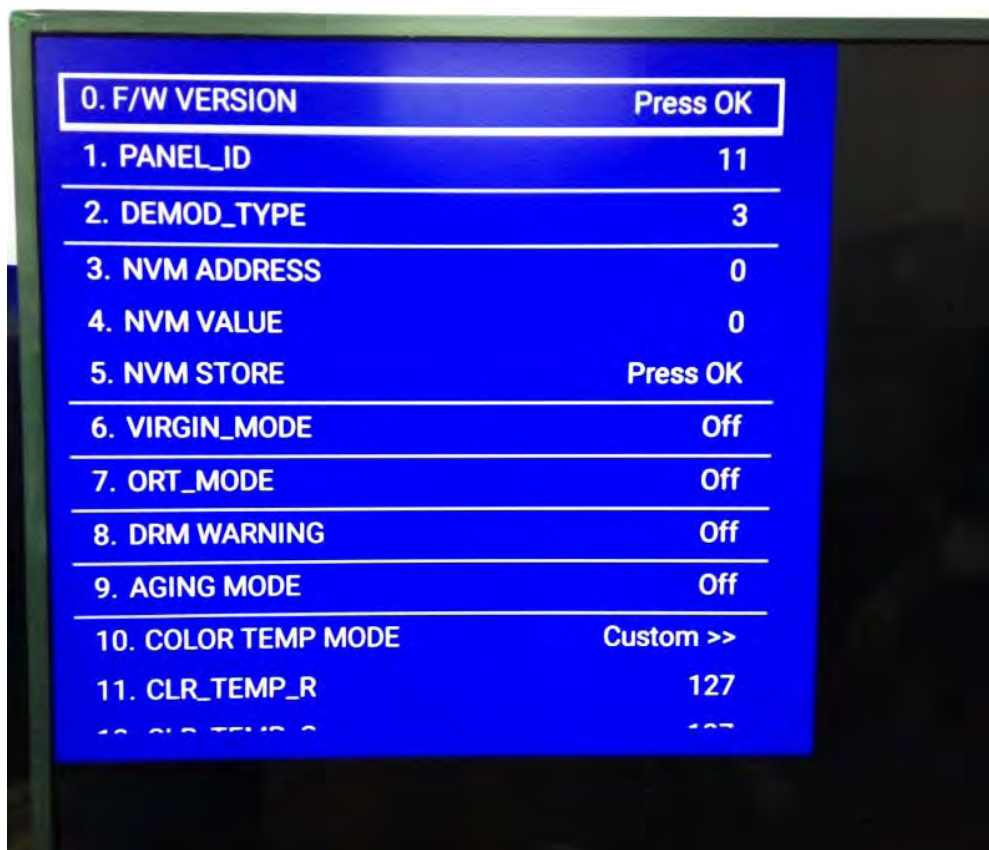 0. F/W VERSION Press OK
1. PANEL_ID 11
2. DEMOD_TYPE 3
3. NVM ADDRESS 0
4. NVM VALUE 0
5. NVM STORE Press OK
6. VIRGIN_MODE Off
7. ORT_MODE Off
8. DRM WARNING Off
9. AGING MODE Off
10. COLOR TEMP MODE Custom >>
11. CLR_TEMP_R 127